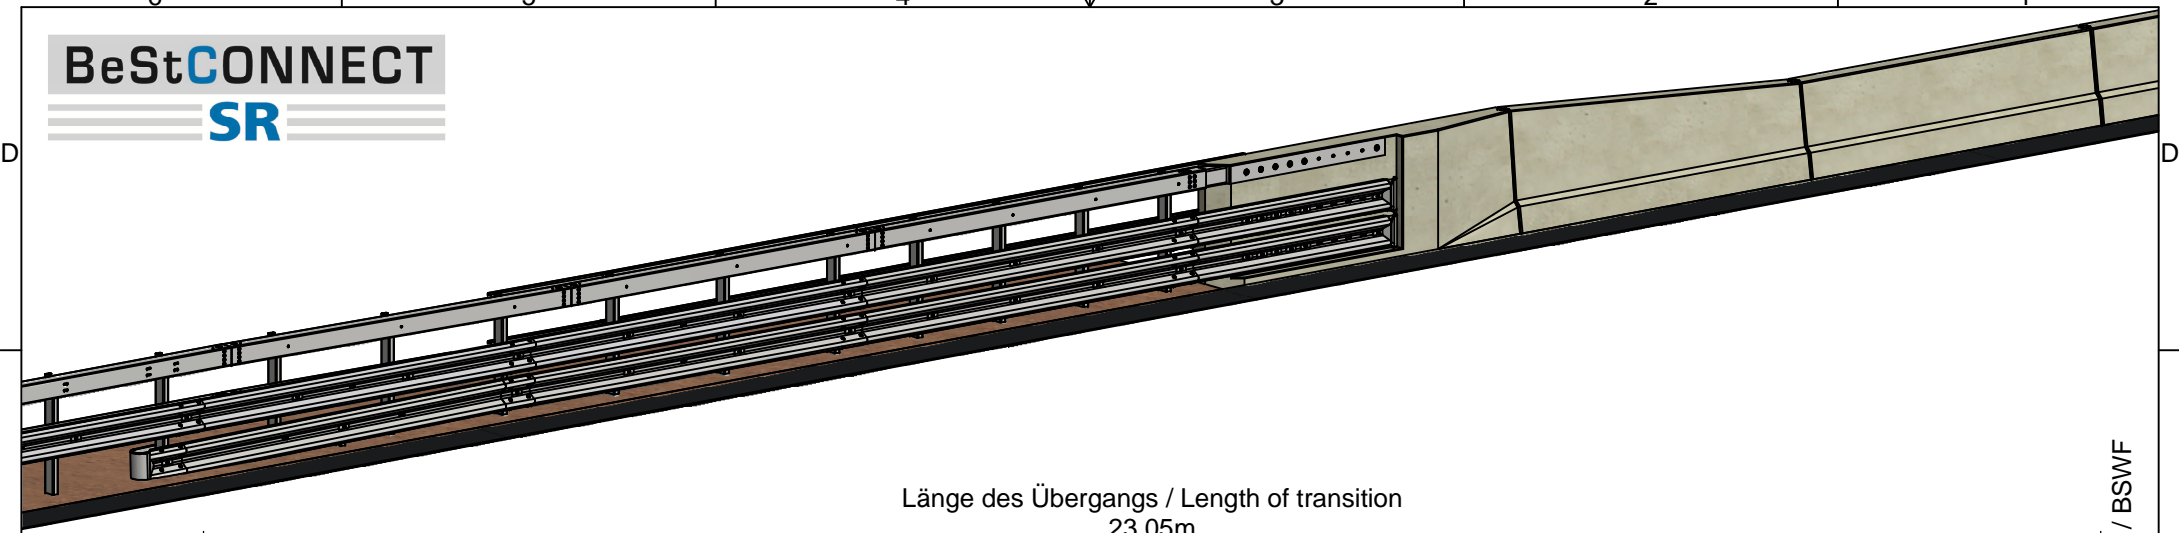 BeStCONNECT
SR
D
D
Länge des Übergangs / Length of transition
23.05m
/ BSWF